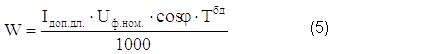 W = (I доп.дл. · U ф.ном. · cosφ · T^бд) / 1000 (5)